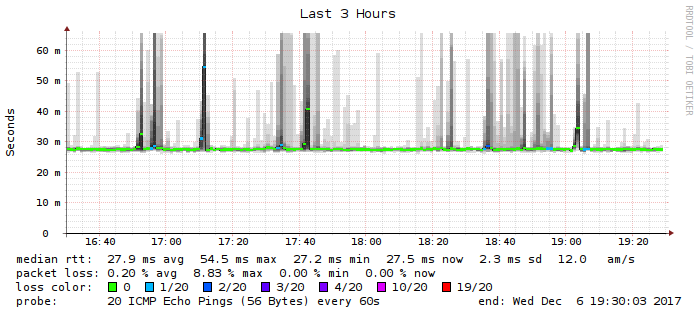 Last 3 Hours
RRDTOOL / TOBI OETIKER
Seconds
60 m
50 m
40 m
30 m
20 m
10 m
0
16:40 17:00 17:20 17:40 18:00 18:20 18:40 19:00 19:20
median rtt: 27.9 ms avg 54.5 ms max 27.2 ms min 27.5 ms now 2.3 ms sd 12.0 am/s
packet loss: 0.20 % avg 8.83 % max 0.00 % min 0.00 % now
loss color: 0 1/20 2/20 3/20 4/20 10/20 19/20
probe: 20 ICMP Echo Pings (56 Bytes) every 60s end: Wed Dec 6 19:30:03 2017